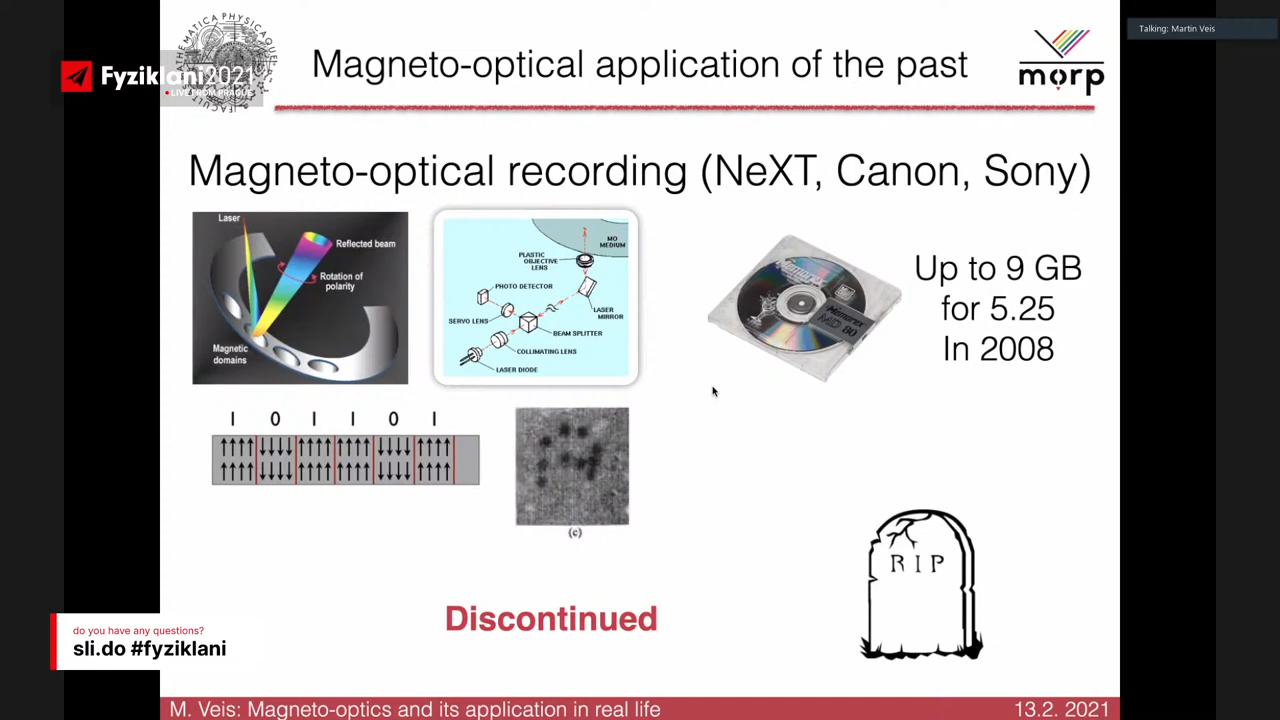 Talking: Martin Veis
Fyziklani2021
LIVE FROM PRAGUE
Magneto-optical application of the past
morp
Magneto-optical recording (NeXT, Canon, Sony)
Laser
Reflected beam
Rotation of
polarity
Magnetic
domains
MO
MEDIUM
PLASTIC
OBJECTIVE
LENS
PHOTO DETECTOR
LASER
MIRROR
SERVO LENS
BEAM SPLITTER
COLLIMATING LENS
LASER DIODE
Memorex
MD 80
Up to 9 GB
for 5.25
In 2008
1 0 1 1 0 1
(c)
RIP
Discontinued
do you have any questions?
sli.do #fyziklani
M. Veis: Magneto-optics and its application in real life
13.2. 2021